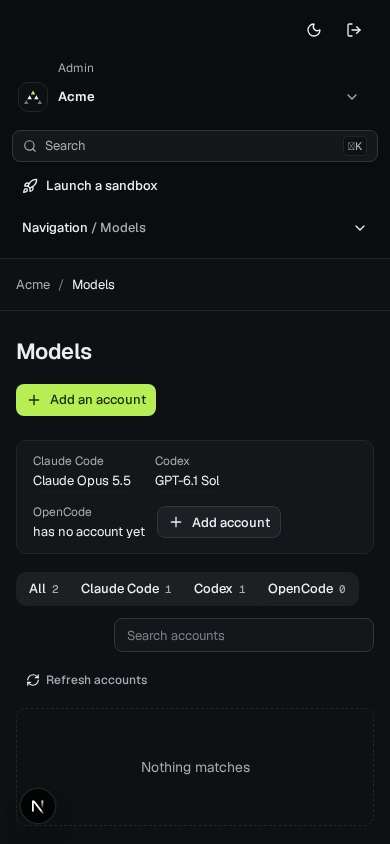 Admin
Acme
Search
K
Launch a sandbox
Navigation / Models
Acme / Models
Models
+ Add an account
Claude Code
Codex
Claude Opus 5.5
GPT-6.1 Sol
OpenCode
has no account yet
+ Add account
All 2 Claude Code 1 Codex 1 OpenCode 0
Search accounts
Refresh accounts
Nothing matches
N